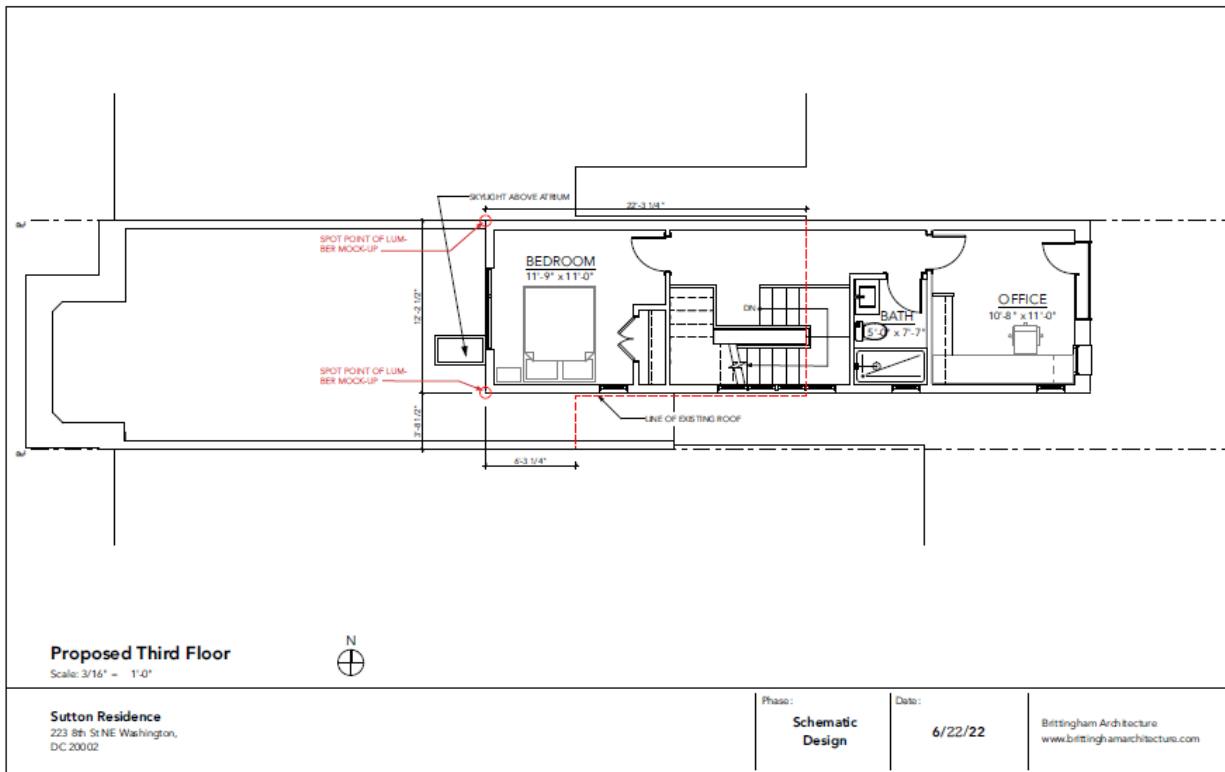 SKYLIGHT ABOVE ATRIUM
22'-3 1/4"
SPOT POINT OF LUM-
BER MOCK-UP
BEDROOM
11'-9" x 11'-0"
12'-2 1/2"
DN
BATH
5'-0" x 7'-7"
OFFICE
10'-8" x 11'-0"
SPOT POINT OF LUM-
BER MOCK-UP
LINE OF EXISTING ROOF
3'-8 1/2"
6'-3 1/4"
Proposed Third Floor
Scale: 3/16" = 1'-0"
N
Sutton Residence
223 8th St NE Washington,
DC 20002
Phase:
Schematic
Design
Date:
6/22/22
Brittingham Architecture
www.brittinghamarchitecture.com